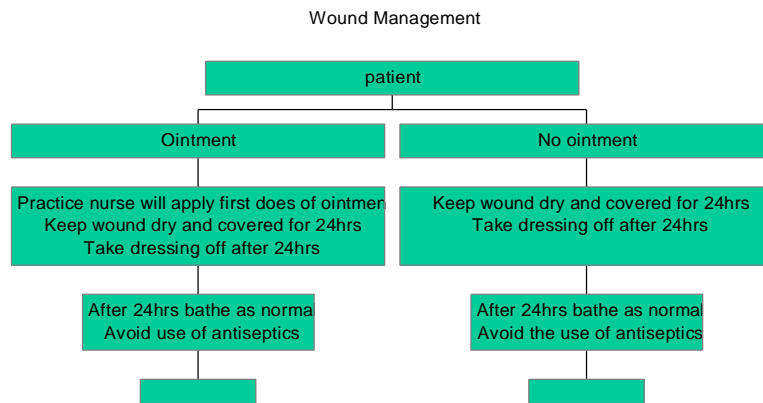 Wound Management
patient
Ointment
No ointment
Practice nurse will apply first does of ointmen
Keep wound dry and covered for 24hrs
Take dressing off after 24hrs
Keep wound dry and covered for 24hrs
Take dressing off after 24hrs
After 24hrs bathe as normal
Avoid use of antiseptics
After 24hrs bathe as normal
Avoid the use of antiseptics